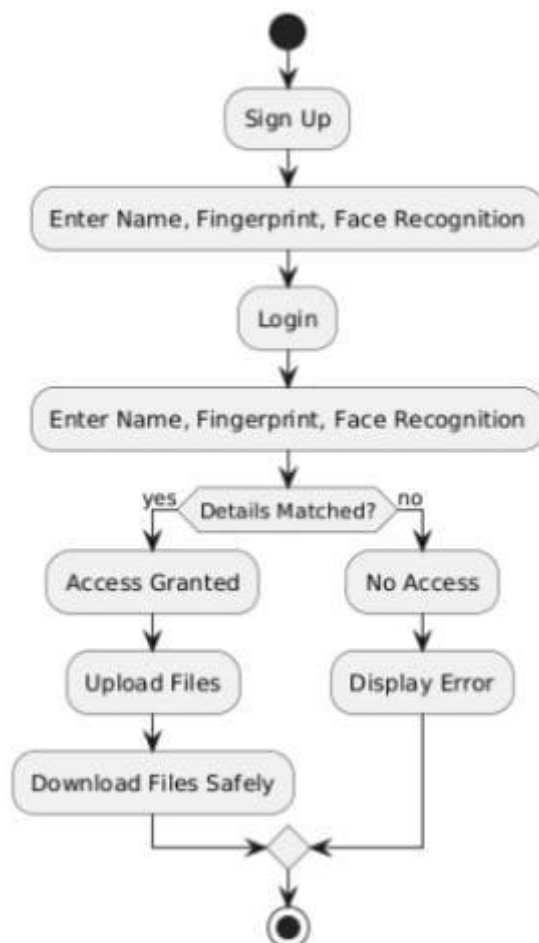 Sign Up
Enter Name, Fingerprint, Face Recognition
Login
Enter Name, Fingerprint, Face Recognition
yes
Details Matched?
no
Access Granted
No Access
Upload Files
Display Error
Download Files Safely